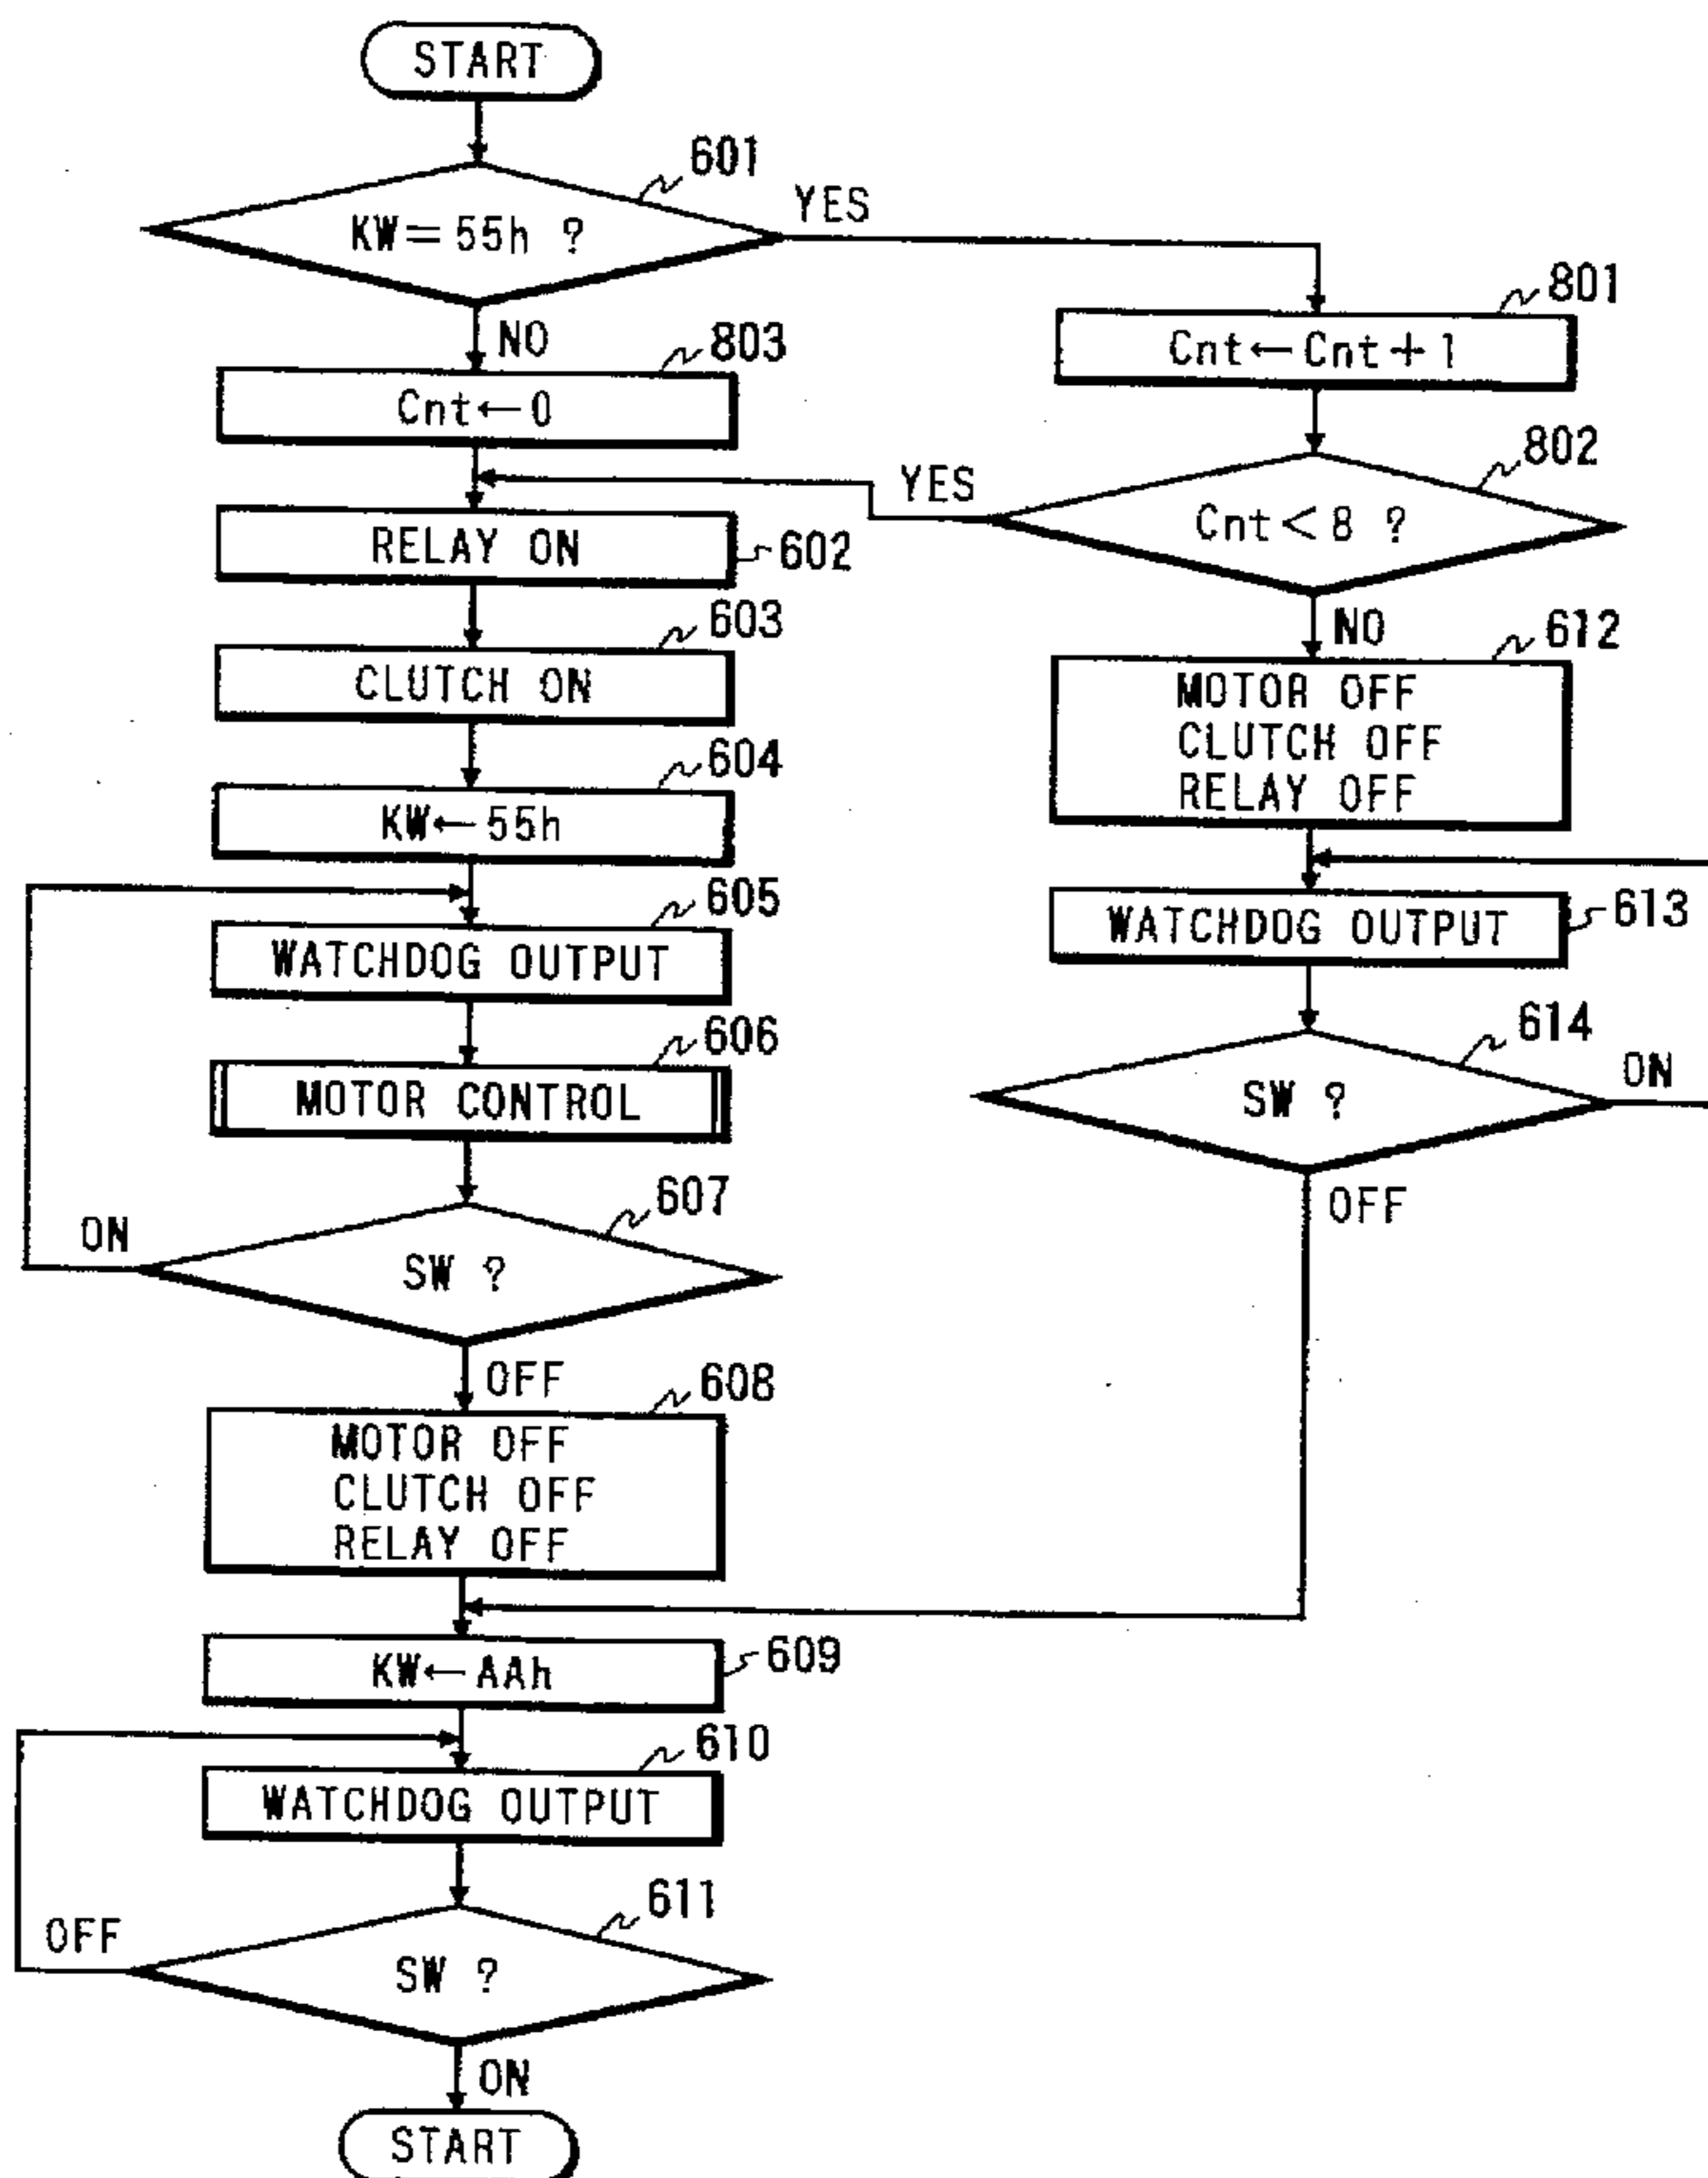 START
601
KW=55h ?
YES
NO
803
Cnt←0
801
Cnt←Cnt+1
802
Cnt<8 ?
YES
NO
RELAY ON
602
603
CLUTCH ON
604
KW←55h
612
MOTOR OFF
CLUTCH OFF
RELAY OFF
605
WATCHDOG OUTPUT
WATCHDOG OUTPUT
613
606
MOTOR CONTROL
614
SW ?
ON
OFF
607
SW ?
ON
OFF
608
MOTOR OFF
CLUTCH OFF
RELAY OFF
KW←AAh
609
610
WATCHDOG OUTPUT
611
SW ?
OFF
ON
START